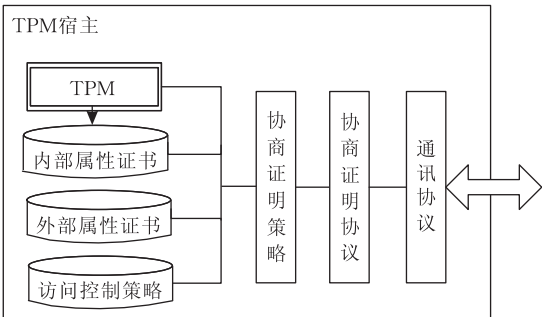 TPM宿主
TPM
内部属性证书
外部属性证书
访问控制策略
协商证明策略
协商证明协议
通讯协议